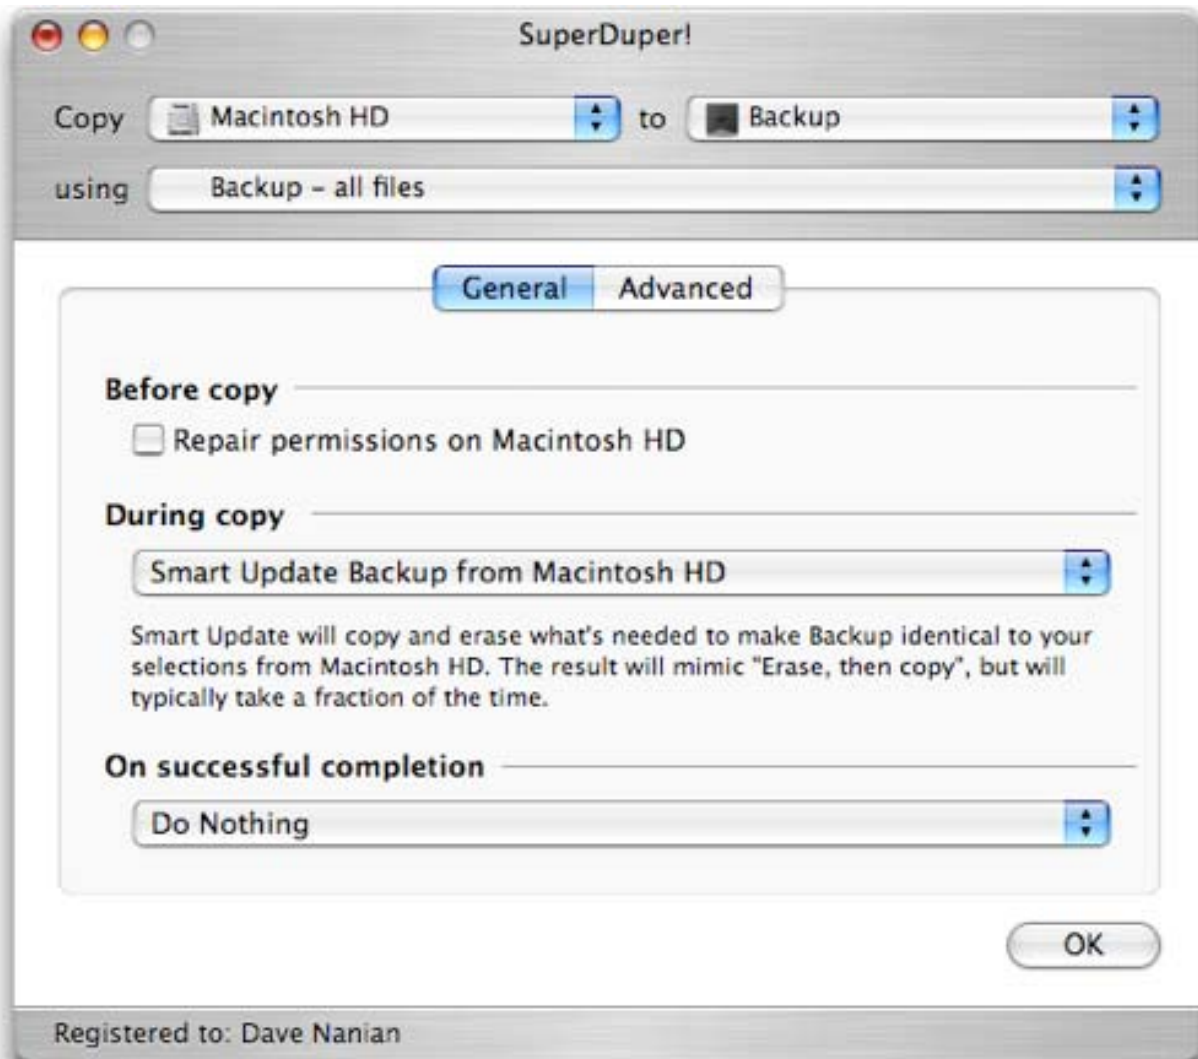 SuperDuper!
Copy Macintosh HD to Backup
using Backup – all files
General Advanced
Before copy
Repair permissions on Macintosh HD
During copy
Smart Update Backup from Macintosh HD
Smart Update will copy and erase what's needed to make Backup identical to your
selections from Macintosh HD. The result will mimic "Erase, then copy", but will
typically take a fraction of the time.
On successful completion
Do Nothing
OK
Registered to: Dave Nanian